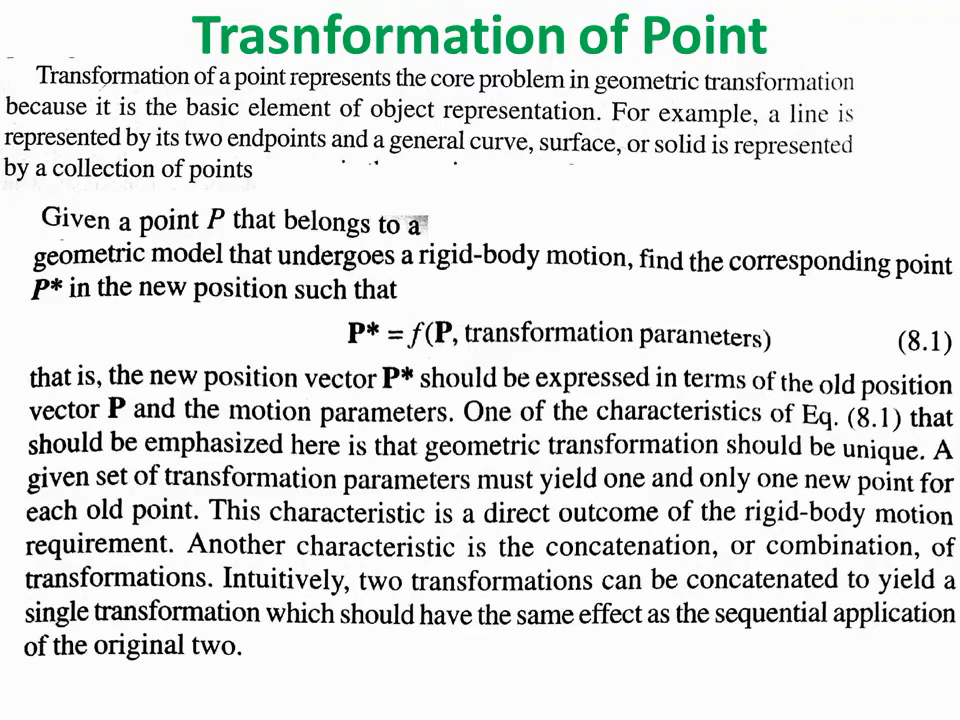 Trasnformation of Point
Transformation of a point represents the core problem in geometric transformation
because it is the basic element of object representation. For example, a line is
represented by its two endpoints and a general curve, surface, or solid is represented
by a collection of points
Given a point P that belongs to a
geometric model that undergoes a rigid-body motion, find the corresponding point
P* in the new position such that
P* = f(P, transformation parameters) (8.1)
that is, the new position vector P* should be expressed in terms of the old position
vector P and the motion parameters. One of the characteristics of Eq. (8.1) that
should be emphasized here is that geometric transformation should be unique. A
given set of transformation parameters must yield one and only one new point for
each old point. This characteristic is a direct outcome of the rigid-body motion
requirement. Another characteristic is the concatenation, or combination, of
transformations. Intuitively, two transformations can be concatenated to yield a
single transformation which should have the same effect as the sequential application
of the original two.